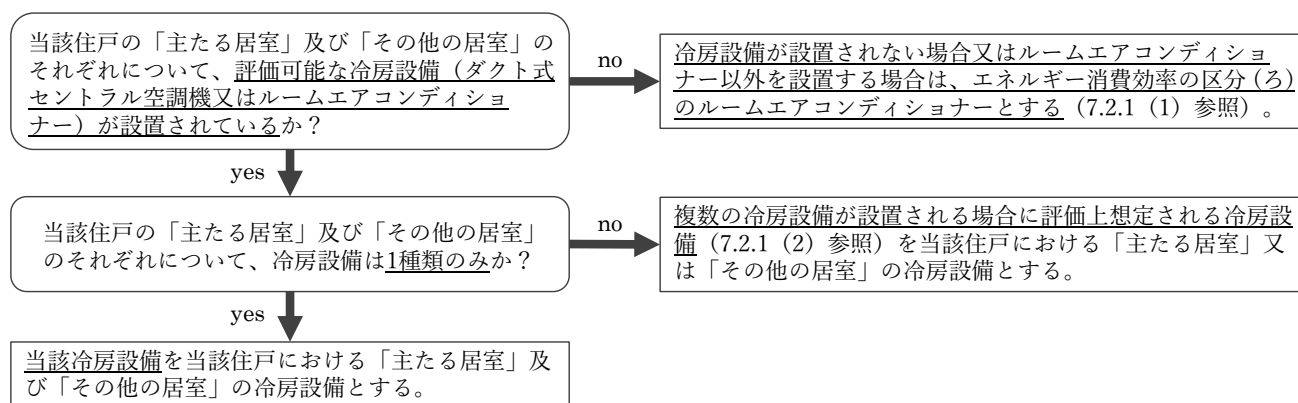 当該住戸の「主たる居室」及び「その他の居室」の
それぞれについて、評価可能な冷房設備（ダクト式
セントラル空調機又はルームエアコンディショ
ナー）が設置されているか？
no
冷房設備が設置されない場合又はルームエアコンディショ
ナー以外を設置する場合は、エネルギー消費効率の区分(ろ)
のルームエアコンディショナーとする（7.2.1（1）参照）。
yes
当該住戸の「主たる居室」及び「その他の居室」
のそれぞれについて、冷房設備は1種類のみか？
no
複数の冷房設備が設置される場合に評価上想定される冷房設
備（7.2.1（2）参照）を当該住戸における「主たる居室」又
は「その他の居室」の冷房設備とする。
yes
当該冷房設備を当該住戸における「主たる居室」及
び「その他の居室」の冷房設備とする。